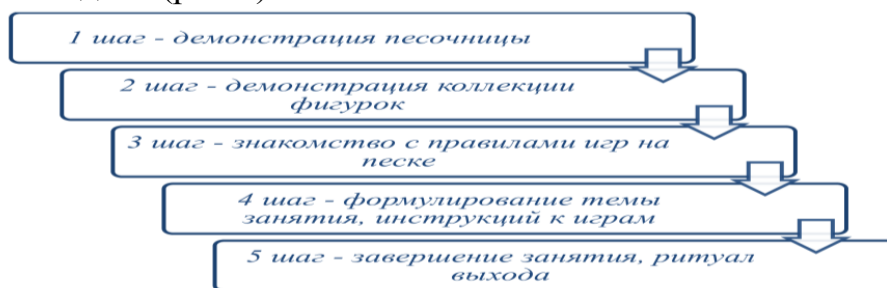 1 шаг - демонстрация песочницы
2 шаг - демонстрация коллекции
фигурок
3 шаг - знакомство с правилами игр на
песке
4 шаг - формулирование темы
занятия, инструкций к играм
5 шаг - завершение занятия, ритуал
выхода